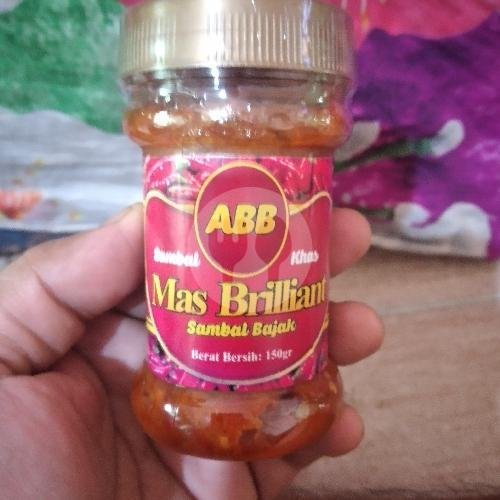 ABB
Sambal Khas
Mas Brilliant
Sambal Bajak
Berat Bersih: 150gr